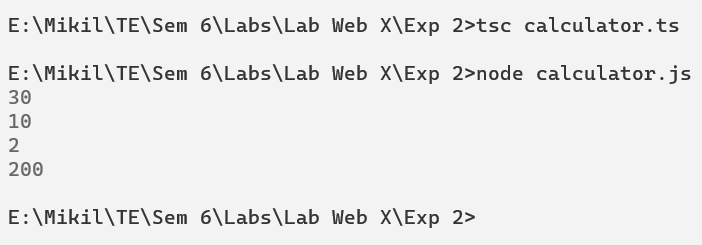 E:\Mikil\TE\Sem 6\Labs\Lab Web X\Exp 2>tsc calculator.ts
E:\Mikil\TE\Sem 6\Labs\Lab Web X\Exp 2>node calculator.js
30
10
2
200
E:\Mikil\TE\Sem 6\Labs\Lab Web X\Exp 2>